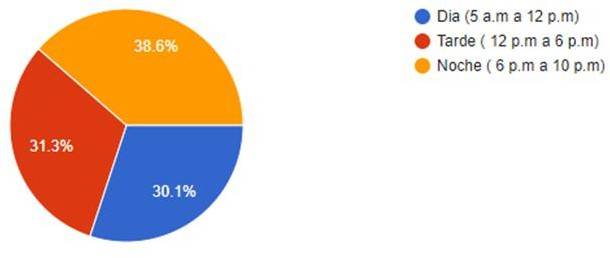 38.6%
31.3%
30.1%
Dia (5 a.m a 12 p.m)
Tarde ( 12 p.m a 6 p.m)
Noche ( 6 p.m a 10 p.m)